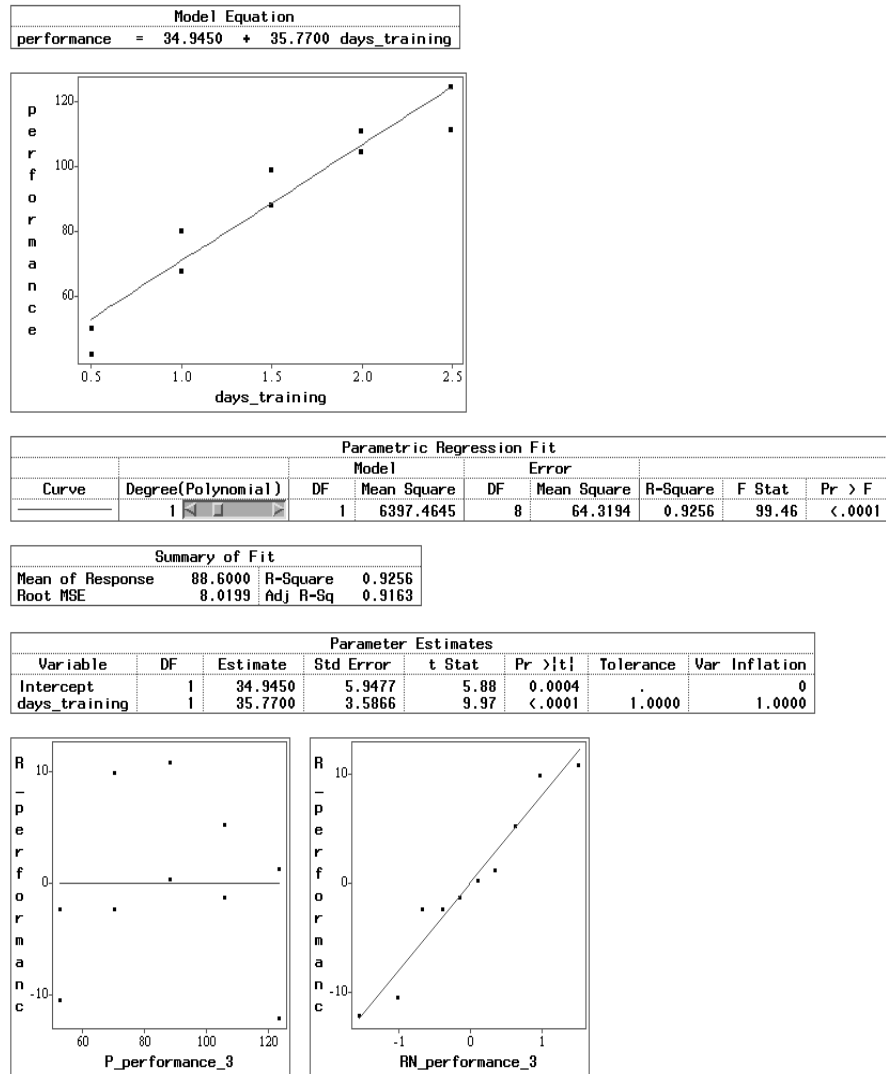 Model Equation
performance = 34.9450 + 35.7700 days_training
performance
120
100
80
60
0.5 1.0 1.5 2.0 2.5
days_training
Parametric Regression Fit
Model Error
Curve Degree(Polynomial) DF Mean Square DF Mean Square R-Square F Stat Pr > F
1 1 6397.4645 8 64.3194 0.9256 99.46 <.0001
Summary of Fit
Mean of Response 88.6000 R-Square 0.9256
Root MSE 8.0199 Adj R-Sq 0.9163
Parameter Estimates
Variable DF Estimate Std Error t Stat Pr >|t| Tolerance Var Inflation
Intercept 1 34.9450 5.9477 5.88 0.0004 . 0
days_training 1 35.7700 3.5866 9.97 <.0001 1.0000 1.0000
R_performanc
10
0
-10
60 80 100 120
P_performance_3
R_performanc
10
0
-10
-1 0 1
RN_performance_3